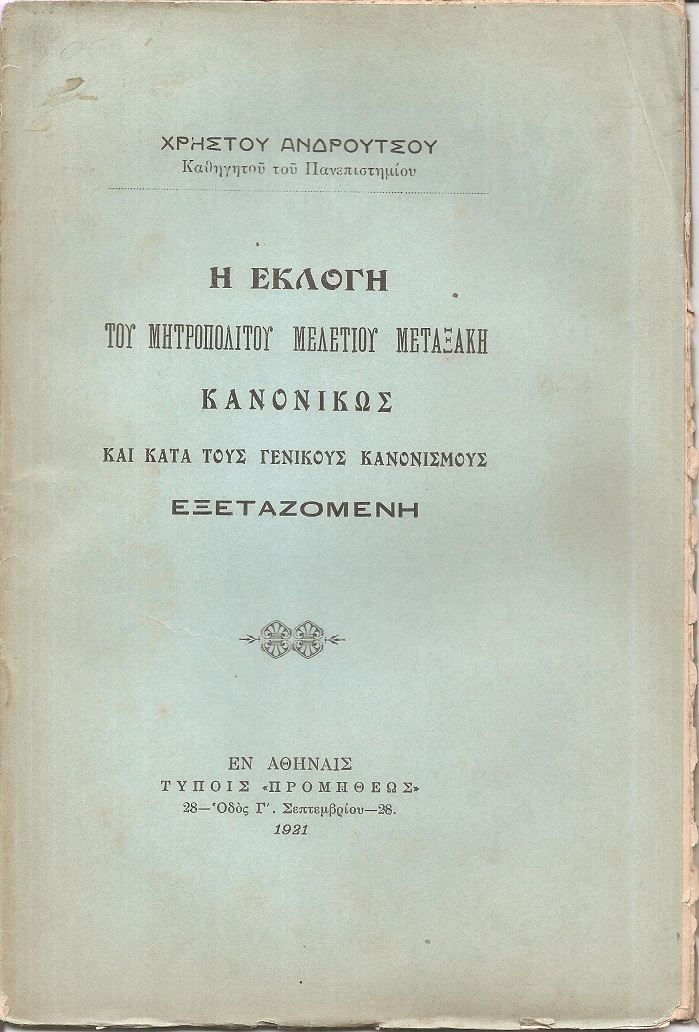 ΧΡΗΣΤΟΥ ΑΝΔΡΟΥΤΣΟΥ
Καθηγητοῦ τοῦ Πανεπιστημίου
Η ΕΚΛΟΓΗ
ΤΟΥ ΜΗΤΡΟΠΟΛΙΤΟΥ ΜΕΛΕΤΙΟΥ ΜΕΤΑΞΑΚΗ
ΚΑΝΟΝΙΚΩΣ
ΚΑΙ ΚΑΤΑ ΤΟΥΣ ΓΕΝΙΚΟΥΣ ΚΑΝΟΝΙΣΜΟΥΣ
ΕΞΕΤΑΖΟΜΕΝΗ
ΕΝ ΑΘΗΝΑΙΣ
ΤΥΠΟΙΣ «ΠΡΟΜΗΘΕΩΣ»
28—Ὁδὸς Γʹ. Σεπτεμβρίου—28.
1921